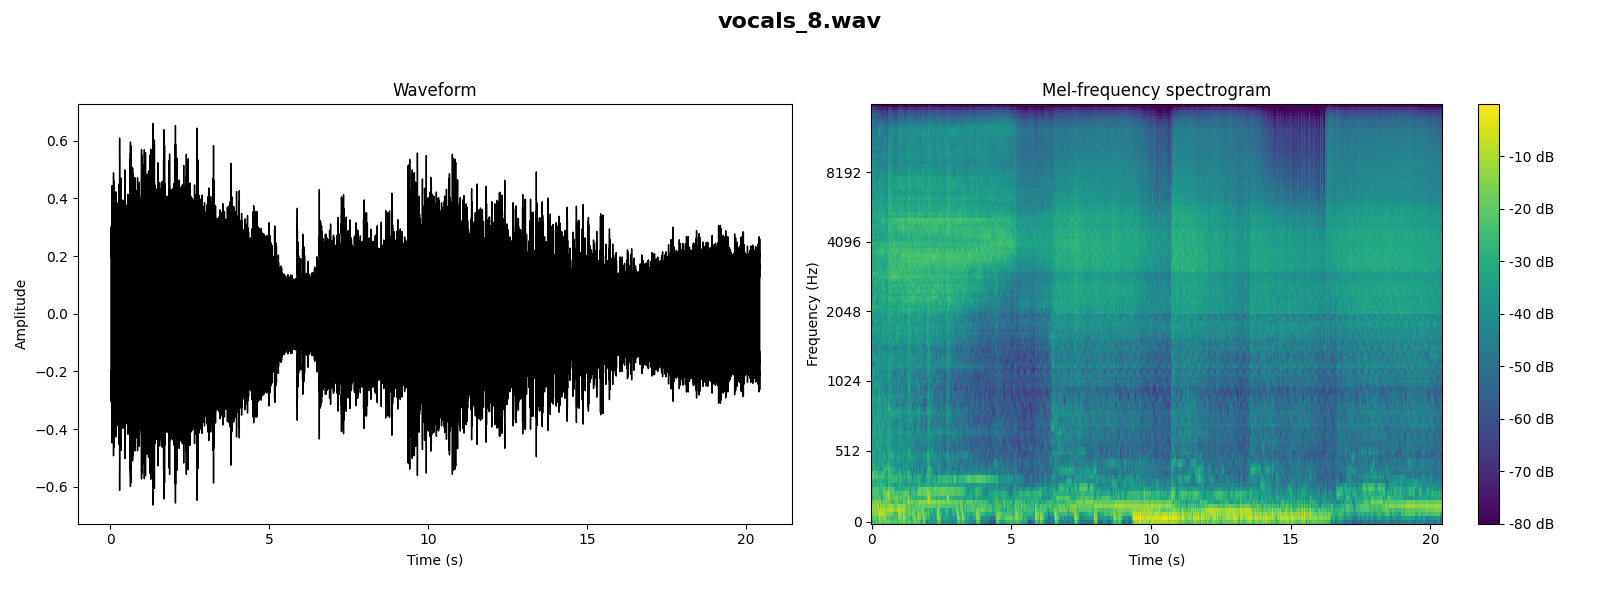 vocals_8.wav
Waveform
Mel-frequency spectrogram
Amplitude
0.6
0.4
0.2
0.0
−0.2
−0.4
−0.6
0 5 10 15 20
Time (s)
Frequency (Hz)
8192
4096
2048
1024
512
0
0 5 10 15 20
Time (s)
-10 dB
-20 dB
-30 dB
-40 dB
-50 dB
-60 dB
-70 dB
-80 dB